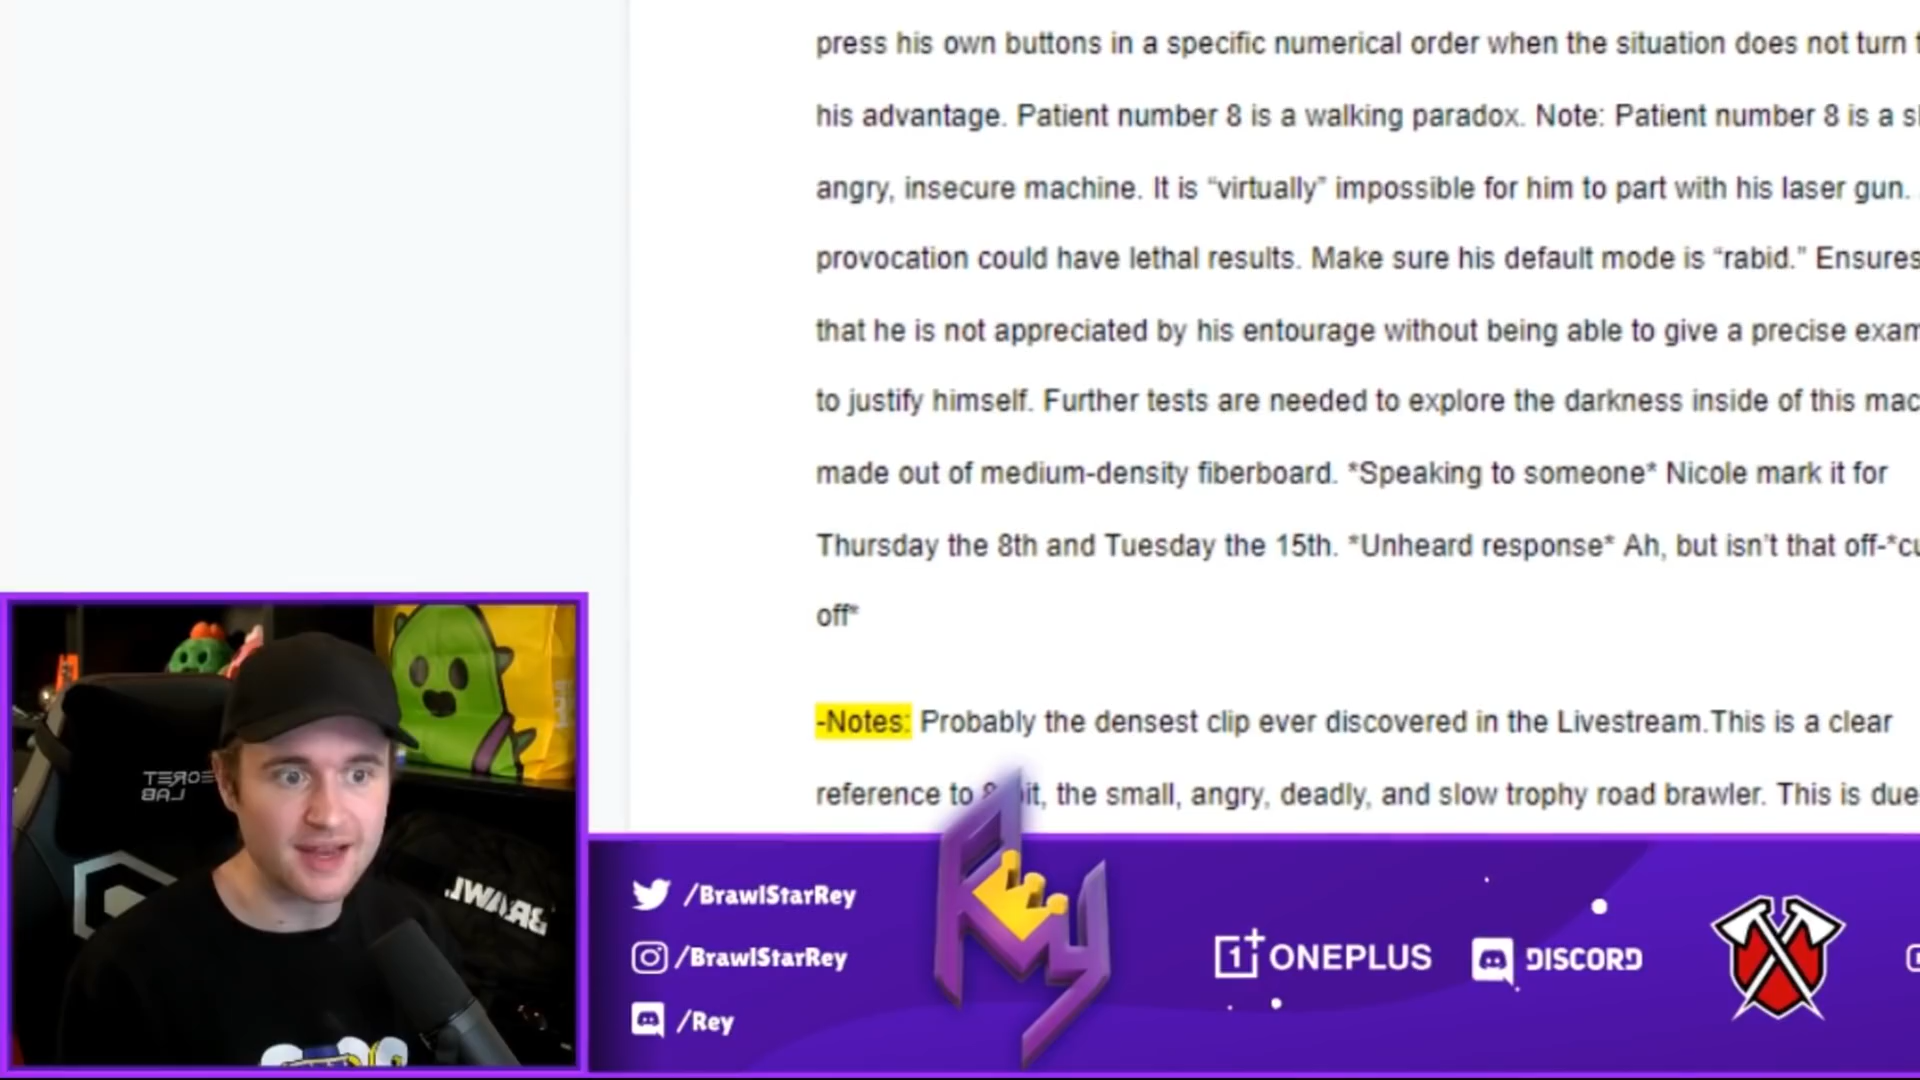 press his own buttons in a specific numerical order when the situation does not turn
his advantage. Patient number 8 is a walking paradox. Note: Patient number 8 is a
angry, insecure machine. It is “virtually” impossible for him to part with his laser gun.
provocation could have lethal results. Make sure his default mode is “rabid.” Ensures
that he is not appreciated by his entourage without being able to give a precise
to justify himself. Further tests are needed to explore the darkness inside of this
made out of medium-density fiberboard. *Speaking to someone* Nicole mark it for
Thursday the 8th and Tuesday the 15th. *Unheard response* Ah, but isn't that off-
off*
-Notes: Probably the densest clip ever discovered in the Livestream.This is a clear
reference to the small, angry, deadly, and slow trophy road brawler. This is due
SECRET
LAB
BRAWL
/BrawlStarRey
/BrawlStarRey
/Rey
Rey
1+ ONEPLUS
DISCORD